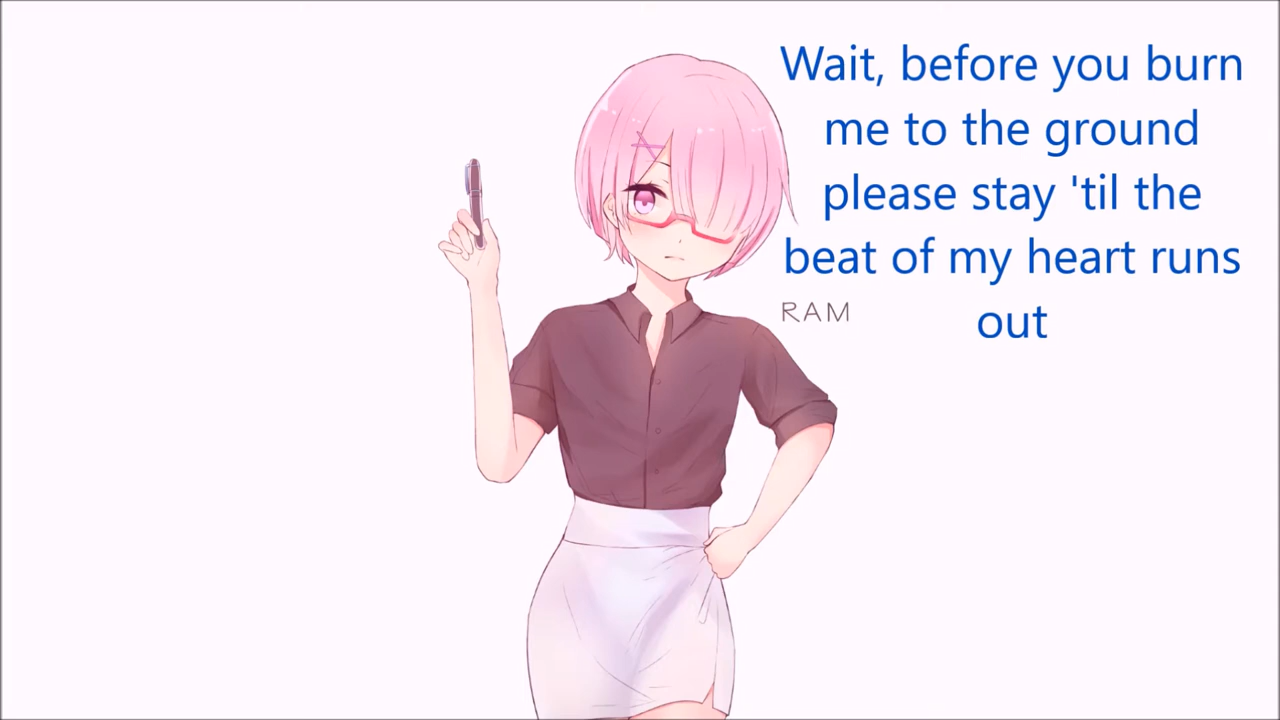 Wait, before you burn
me to the ground
please stay 'til the
beat of my heart runs
out
RAM